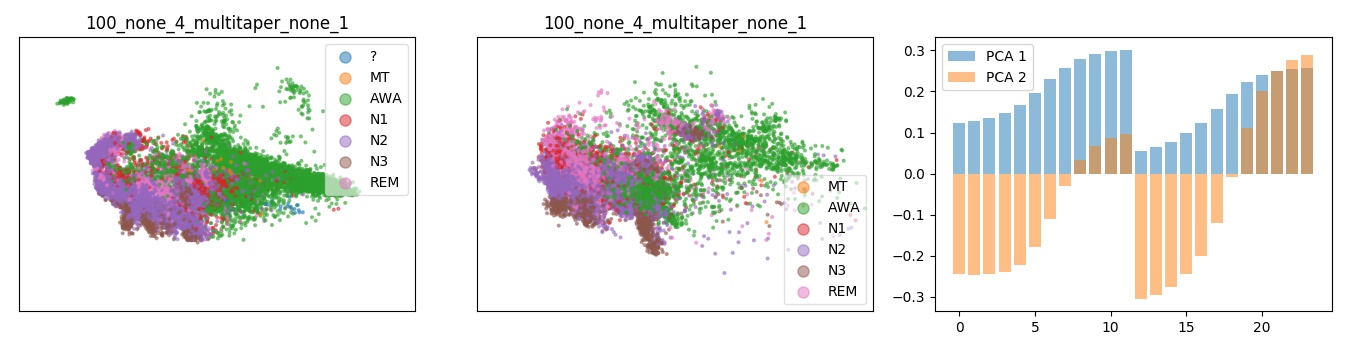 100_none_4_multitaper_none_1
?
MT
AWA
N1
N2
N3
REM
100_none_4_multitaper_none_1
MT
AWA
N1
N2
N3
REM
PCA 1
PCA 2
0.3
0.2
0.1
0.0
−0.1
−0.2
−0.3
0 5 10 15 20